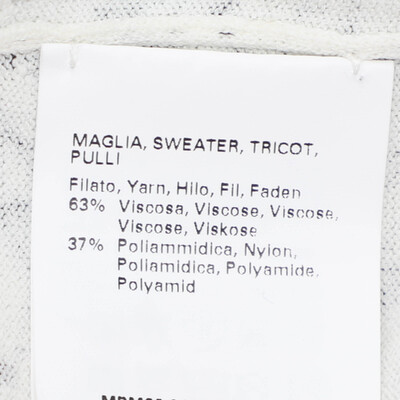 MAGLIA, SWEATER, TRICOT,
PULLI
Filato, Yarn, Hilo, Fil, Faden
63% Viscosa, Viscose, Viscose,
Viscose, Viskose
37% Poliammidica, Nylon,
Poliamidica, Polyamide,
Polyamid